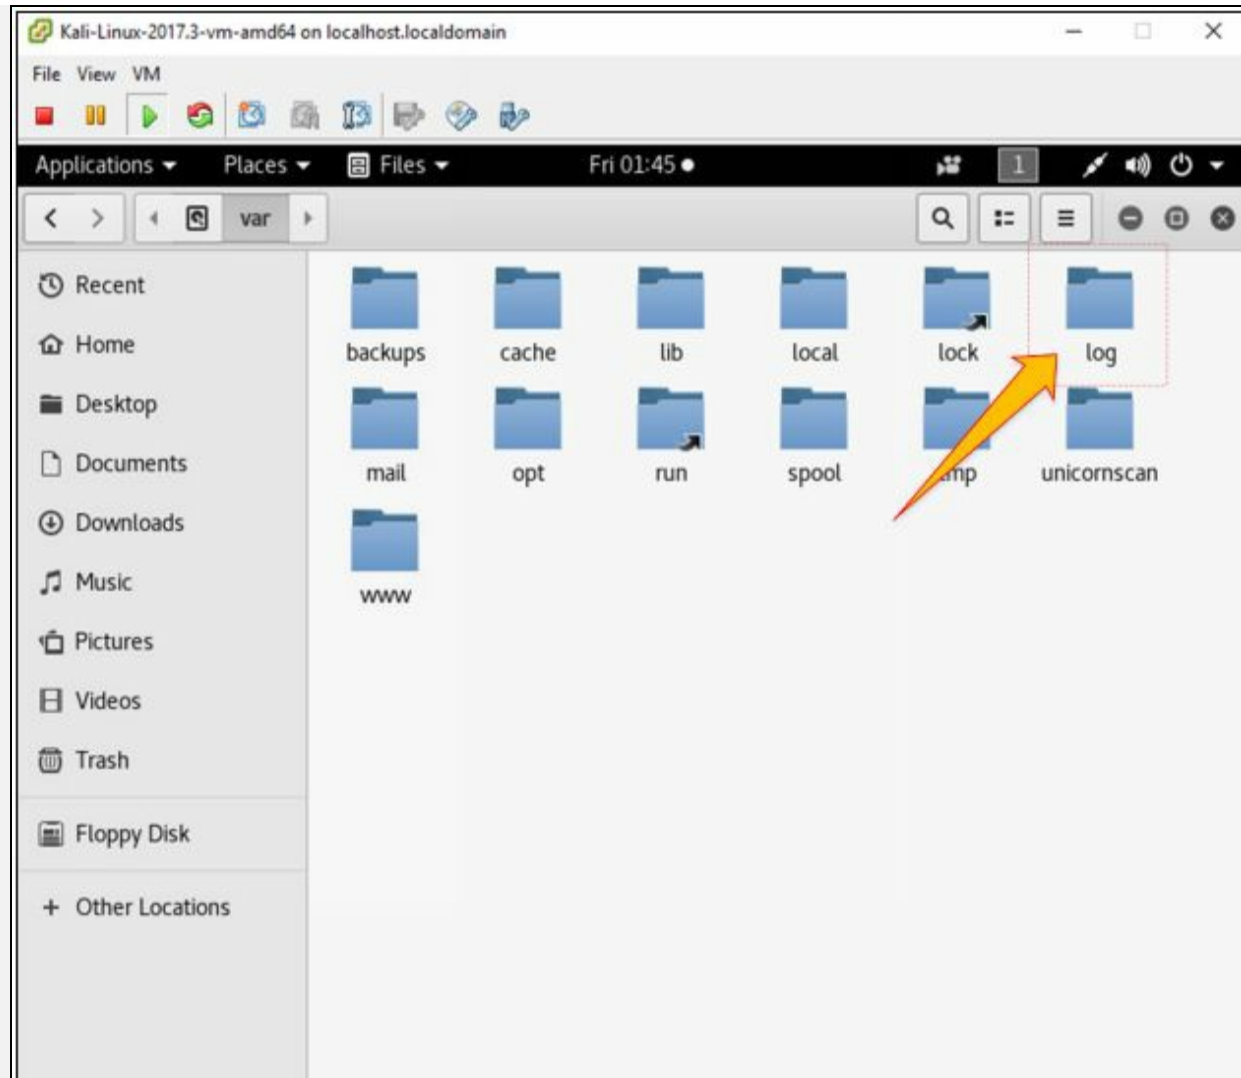 Kali-Linux-2017.3-vm-amd64 on localhost.localdomain
File View VM
Applications Places Files Fri 01:45 1
var
Recent
Home
Desktop
Documents
Downloads
Music
Pictures
Videos
Trash
Floppy Disk
+ Other Locations
backups cache lib local lock log
mail opt run spool unicornscan
www